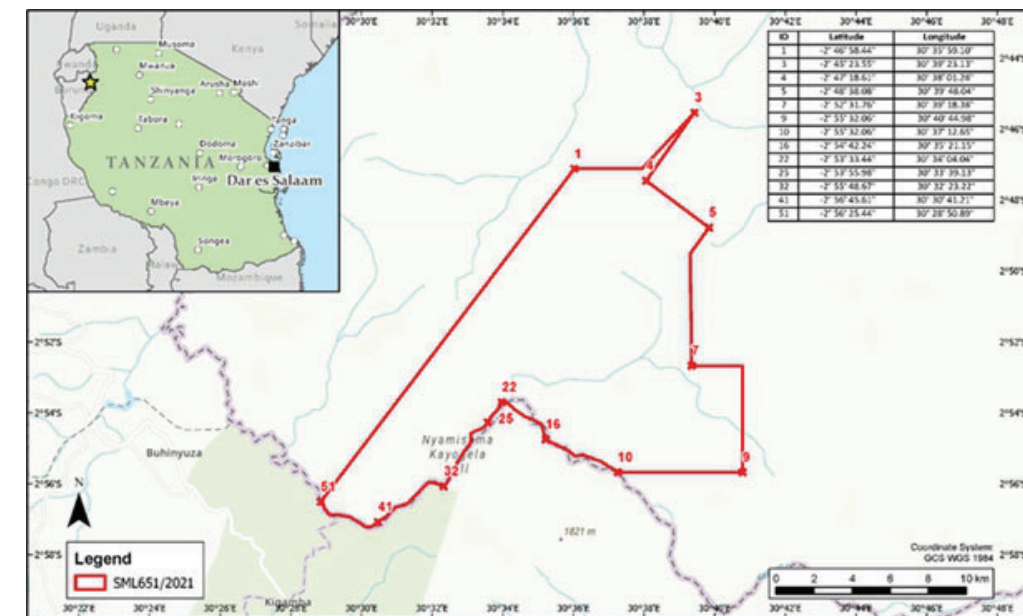 30°30'E 30°32'E 30°34'E 30°36'E 30°38'E 30°40'E 30°42'E 30°44'E 30°46'E 30°48'E
Uganda
Somalia
Musoma
Kenya
Rwanda
Mwanza
Arusha Moshi
Shinyanga
Kigoma
Tabora
Tanga
Dodoma
Zanzibar
TANZANIA
Morogoro
Congo DRC
Iringa
Dar es Salaam
Mbeya
Zambia
Songea
Malawi
Mozambique
ID Latitude Longitude
1 -2° 46' 58.44" 30° 35' 59.10"
3 -2° 45' 23.55" 30° 39' 23.13"
4 -2° 47' 18.61" 30° 38' 01.28"
5 -2° 48' 38.08" 30° 39' 48.04"
7 -2° 52' 31.76" 30° 39' 18.38"
9 -2° 55' 32.06" 30° 40' 44.98"
10 -2° 55' 32.06" 30° 37' 12.65"
16 -2° 54' 42.24" 30° 35' 21.15"
22 -2° 53' 33.44" 30° 34' 04.04"
25 -2° 53' 55.98" 30° 33' 39.13"
32 -2° 55' 48.67" 30° 32' 23.22"
41 -2° 56' 45.61" 30° 30' 41.21"
51 -2° 56' 25.44" 30° 28' 50.89"
2°44'S
3
2°46'S
1
4
2°48'S
5
2°50'S
2°52'S
2°52'S
7
22
2°54'S
2°54'S
25
16
Buhinyuza
10
9
32
2°56'S
2°56'S
51
41
N
1821 m
2°58'S
2°58'S
Legend
SML651/2021
Coordinate System:
GCS WGS 1984
0 2 4 6 8 10 km
Kigamba
30°22'E 30°24'E 30°26'E 30°28'E 30°30'E 30°32'E 30°34'E 30°36'E 30°38'E 30°40'E 30°42'E 30°44'E 30°46'E 30°48'E